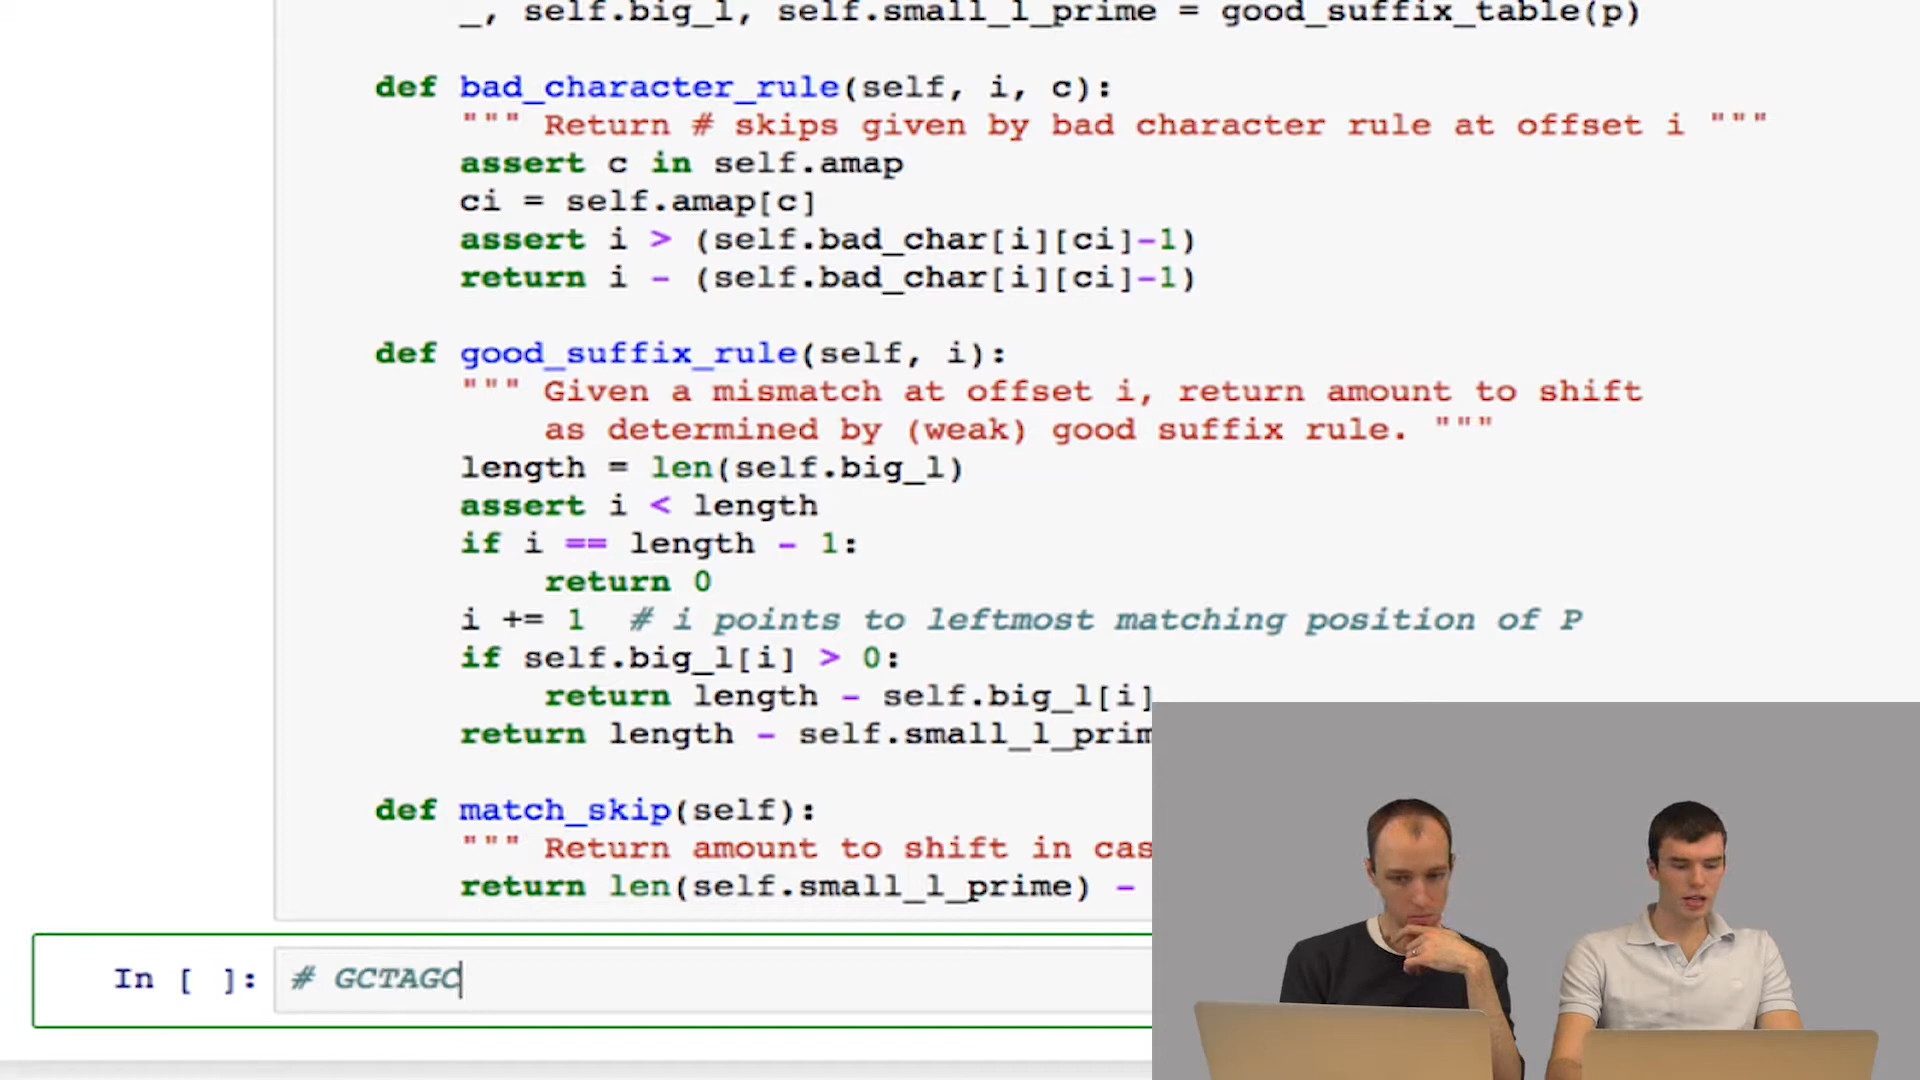 _, self.big_l, self.small_l_prime = good_suffix_table(p)
def bad_character_rule(self, i, c):
""" Return # skips given by bad character rule at offset i """
assert c in self.amap
ci = self.amap[c]
assert i > (self.bad_char[i][ci]-1)
return i - (self.bad_char[i][ci]-1)
def good_suffix_rule(self, i):
""" Given a mismatch at offset i, return amount to shift
as determined by (weak) good suffix rule. """
length = len(self.big_l)
assert i < length
if i == length - 1:
return 0
i += 1  # i points to leftmost matching position of P
if self.big_l[i] > 0:
return length - self.big_l[i]
return length - self.small_l_prim
def match_skip(self):
""" Return amount to shift in cas
return len(self.small_l_prime) -
In [ ]: # GCTAGC